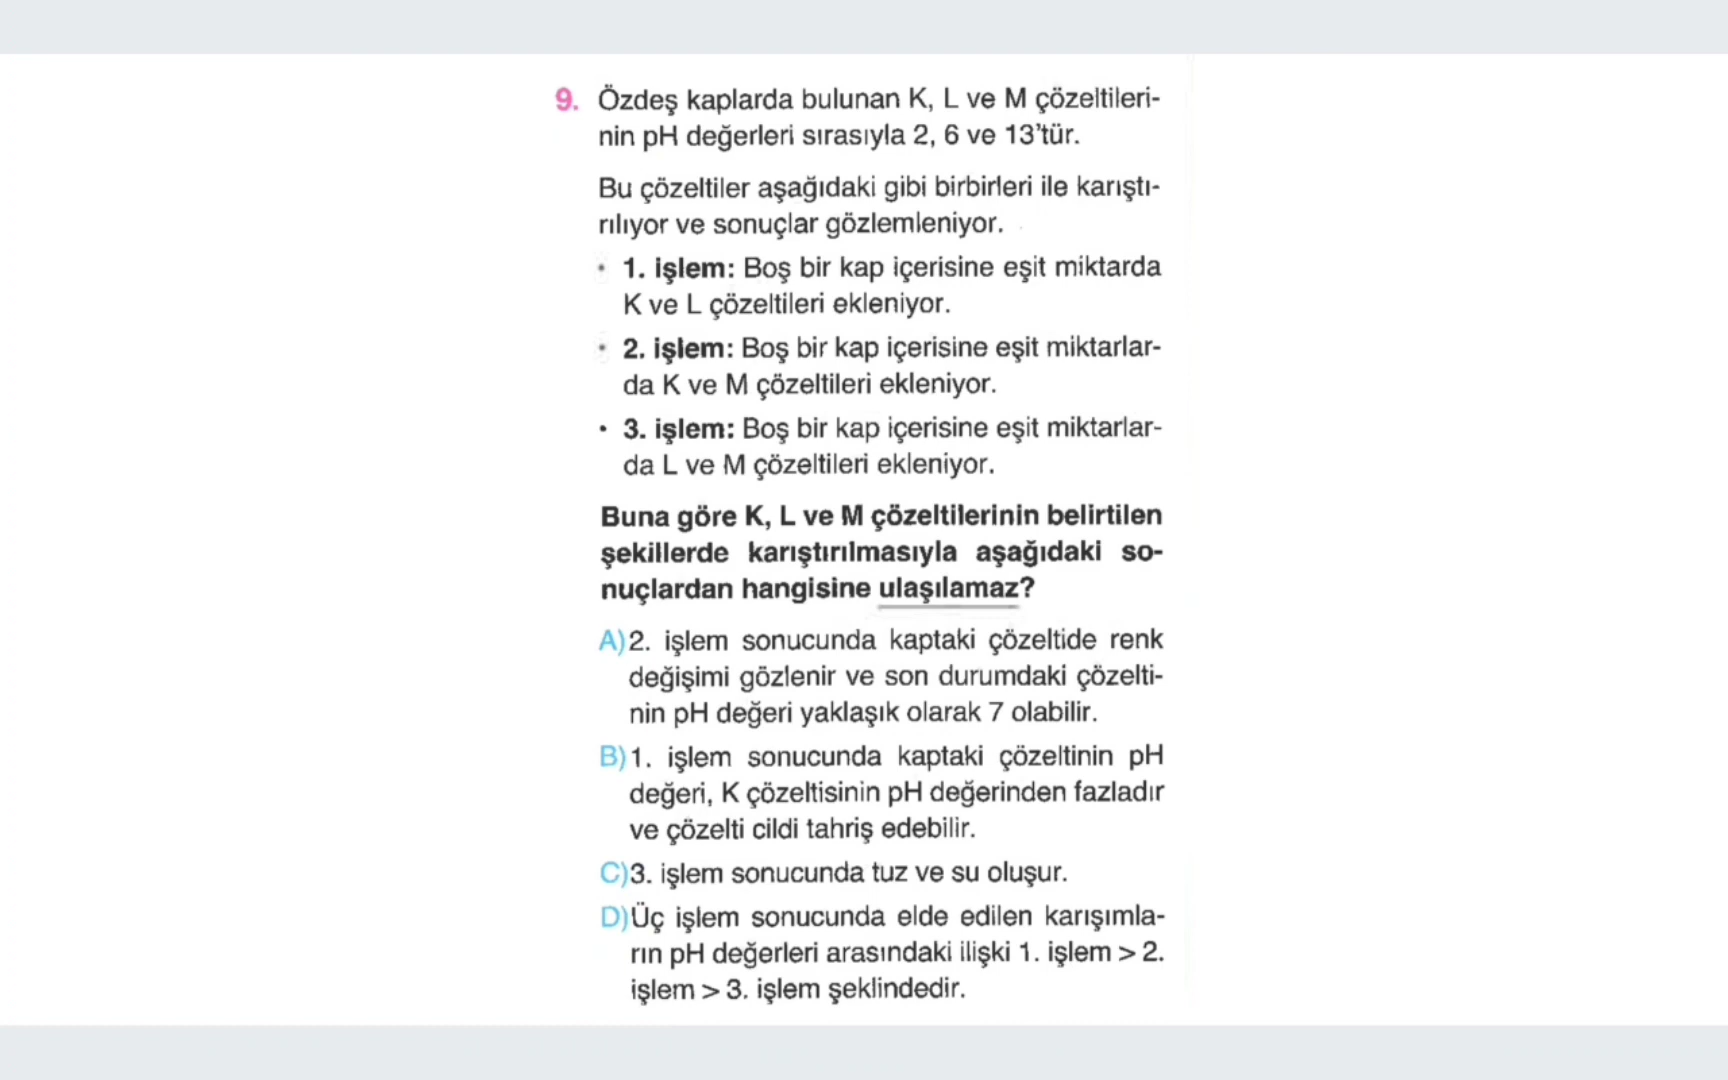 9. Özdeş kaplarda bulunan K, L ve M çözeltileri-
nin pH değerleri sırasıyla 2, 6 ve 13'tür.
Bu çözeltiler aşağıdaki gibi birbirleri ile karıştı-
rılıyor ve sonuçlar gözlemleniyor.
• 1. işlem: Boş bir kap içerisine eşit miktarda
K ve L çözeltileri ekleniyor.
• 2. işlem: Boş bir kap içerisine eşit miktarlar-
da K ve M çözeltileri ekleniyor.
• 3. işlem: Boş bir kap içerisine eşit miktarlar-
da L ve M çözeltileri ekleniyor.
Buna göre K, L ve M çözeltilerinin belirtilen
şekillerde karıştırılmasıyla aşağıdaki so-
nuçlardan hangisine ulaşılamaz?
A) 2. işlem sonucunda kaptaki çözeltide renk
değişimi gözlenir ve son durumdaki çözelti-
nin pH değeri yaklaşık olarak 7 olabilir.
B) 1. işlem sonucunda kaptaki çözeltinin pH
değeri, K çözeltisinin pH değerinden fazladır
ve çözelti cildi tahriş edebilir.
C) 3. işlem sonucunda tuz ve su oluşur.
D) Üç işlem sonucunda elde edilen karışımla-
rın pH değerleri arasındaki ilişki 1. işlem > 2.
işlem > 3. işlem şeklindedir.